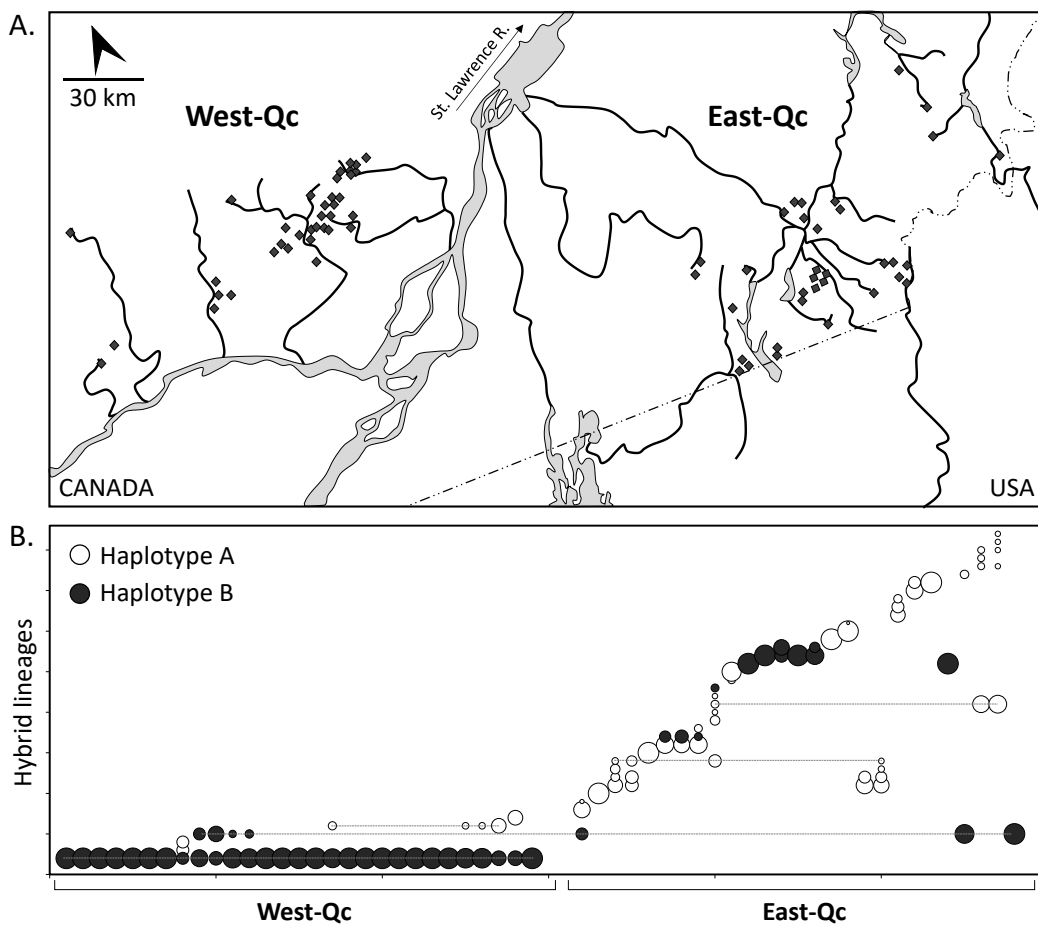 A.
30 km
St. Lawrence R.
West-Qc
East-Qc
CANADA
USA
B.
Haplotype A
Haplotype B
Hybrid lineages
West-Qc
East-Qc